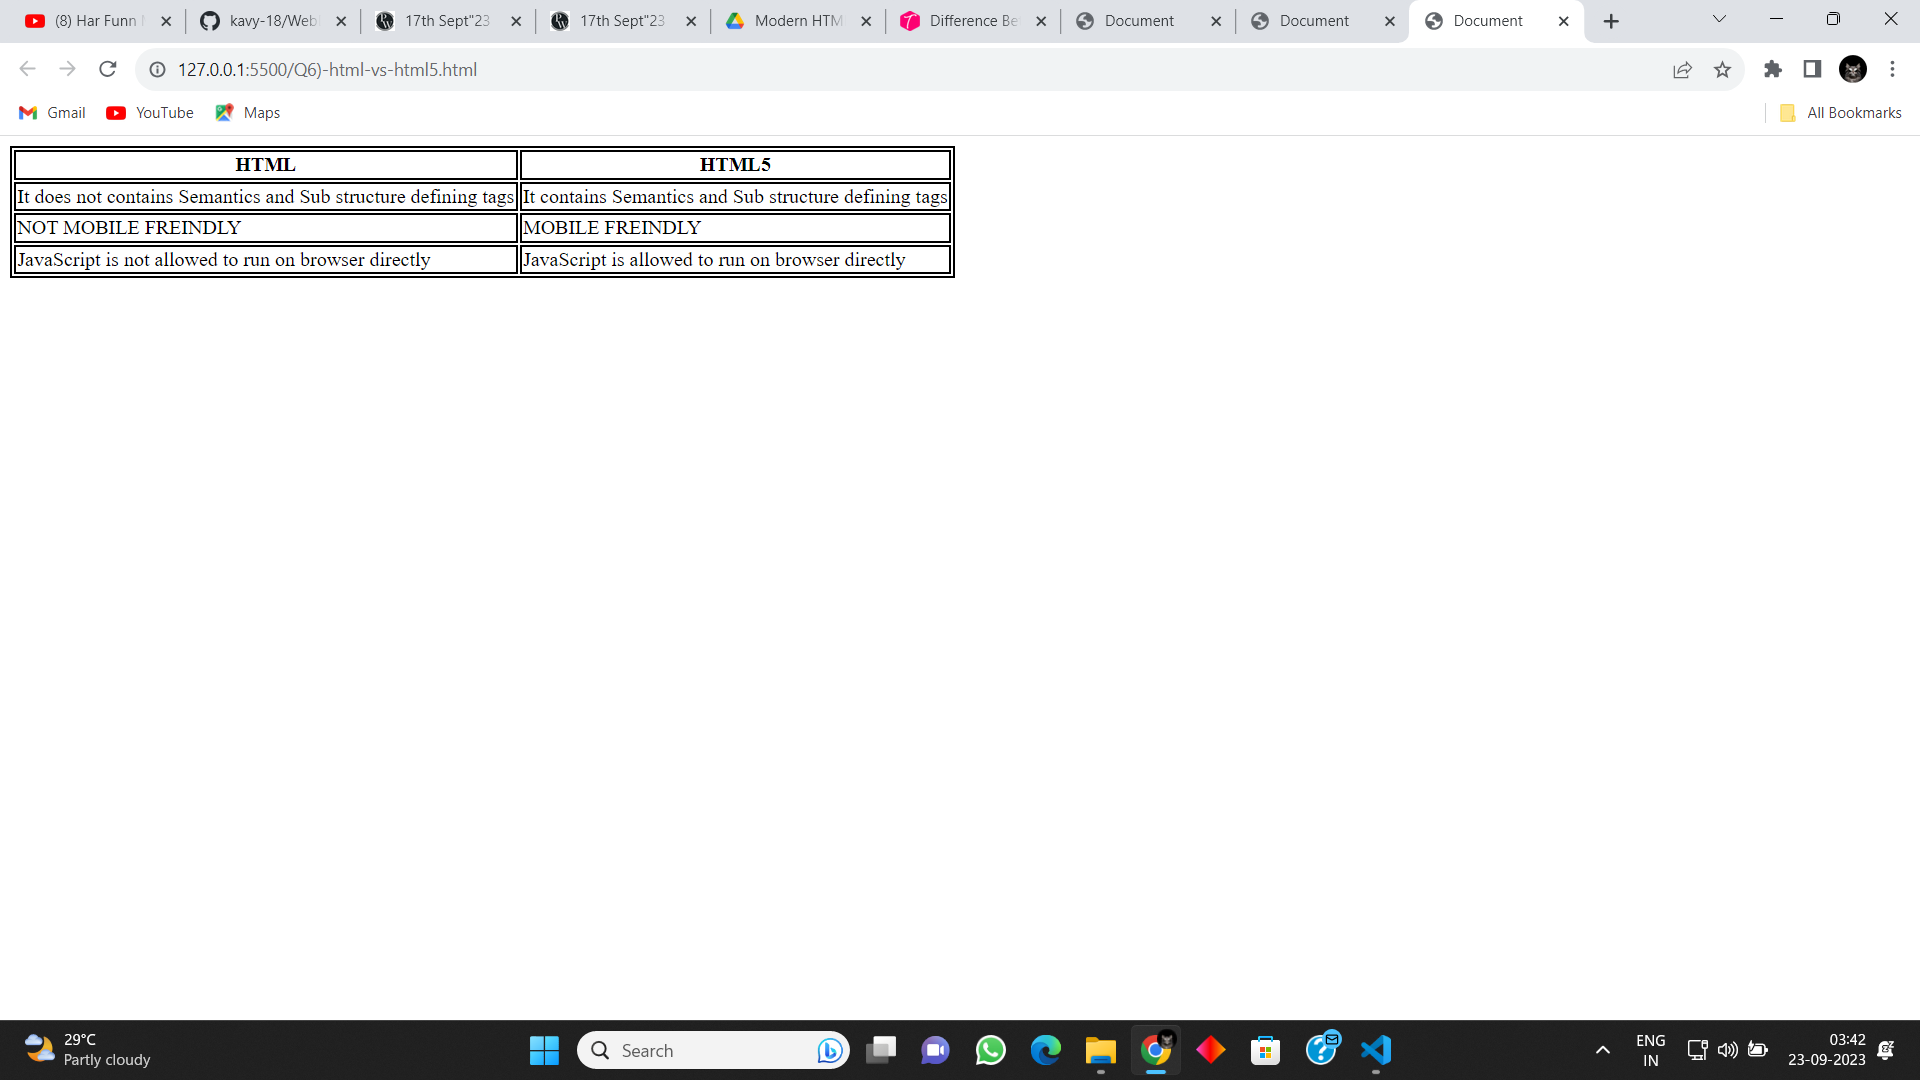 (8) Har Funn
kavy-18/Web
17th Sept"23
17th Sept"23
Modern HTM
Difference Be
Document
Document
Document
127.0.0.1:5500/Q6)-html-vs-html5.html
Gmail
YouTube
Maps
All Bookmarks
HTML HTML5
It does not contains Semantics and Sub structure defining tags It contains Semantics and Sub structure defining tags
NOT MOBILE FREINDLY MOBILE FREINDLY
JavaScript is not allowed to run on browser directly JavaScript is allowed to run on browser directly
29°C
Partly cloudy
Search
ENG
IN
03:42
23-09-2023